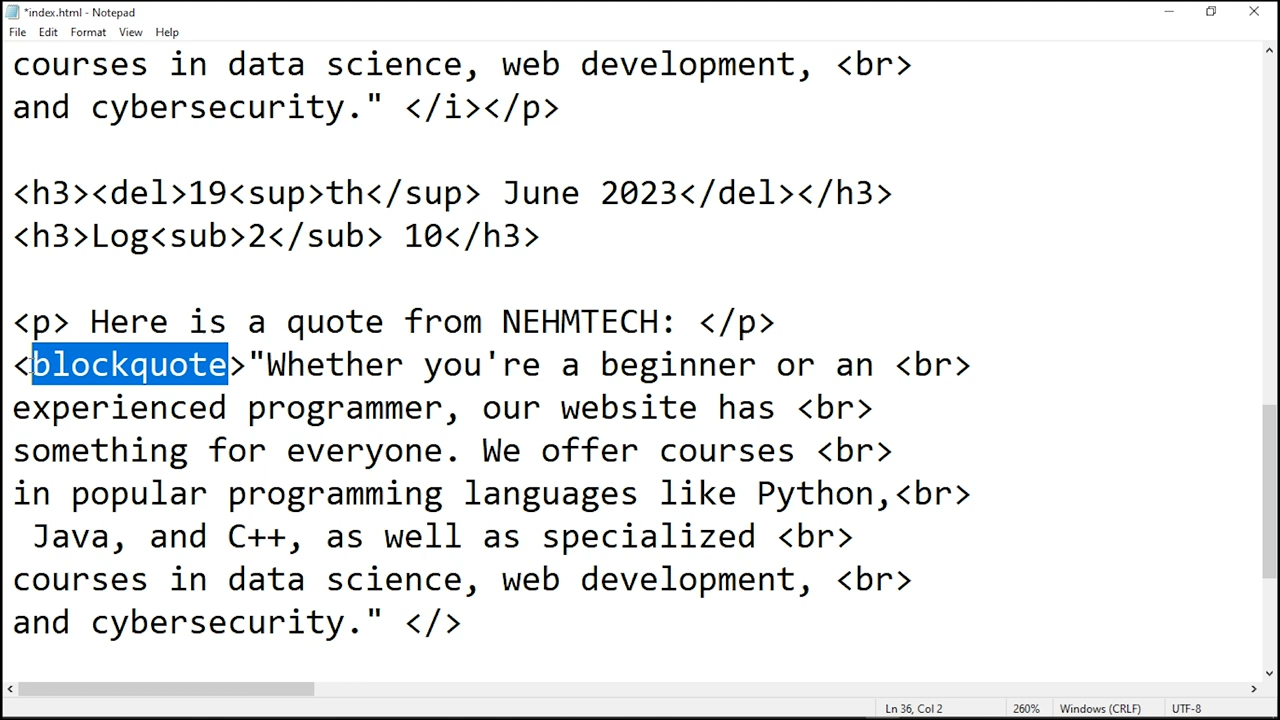 *index.html - Notepad
File Edit Format View Help
courses in data science, web development, <br>
and cybersecurity." </i></p>
<h3><del>19<sup>th</sup> June 2023</del></h3>
<h3>Log<sub>2</sub> 10</h3>
<p> Here is a quote from NEHMTECH: </p>
<blockquote>"Whether you're a beginner or an <br>
experienced programmer, our website has <br>
something for everyone. We offer courses <br>
in popular programming languages like Python,<br>
 Java, and C++, as well as specialized <br>
courses in data science, web development, <br>
and cybersecurity." </>
Ln 36, Col 2 260% Windows (CRLF) UTF-8